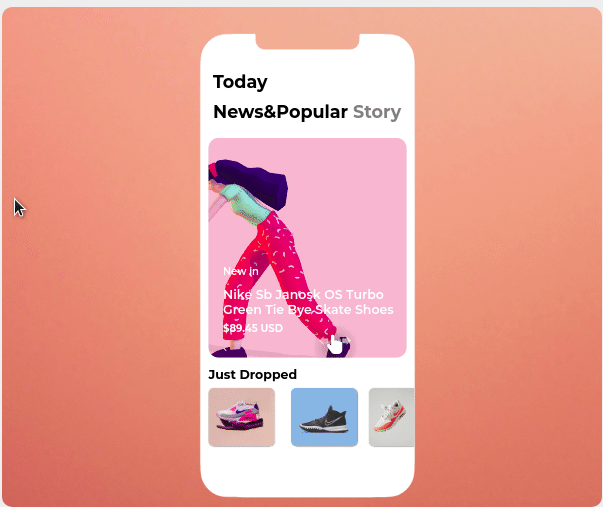 Today
News&Popular Story
New in
Nike Sb Janosk OS Turbo
Green Tie Bye Skate Shoes
$89.45 USD
Just Dropped